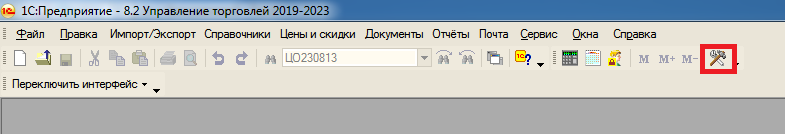 1С:Предприятие - 8.2 Управление торговлей 2019-2023
Файл Правка Импорт/Экспорт Справочники Цены и скидки Документы Отчёты Почта Сервис Окна Справка
ЦО230813 1С ? M M+ M-
Переключить интерфейс